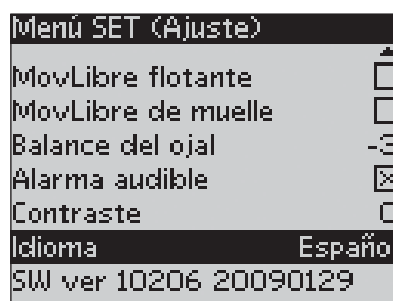 Menú SET (Ajuste)
MovLibre flotante
MovLibre de muelle
Balance del ojal -3
Alarma audible
Contraste
Idioma Españo
SW ver 10206 20090129